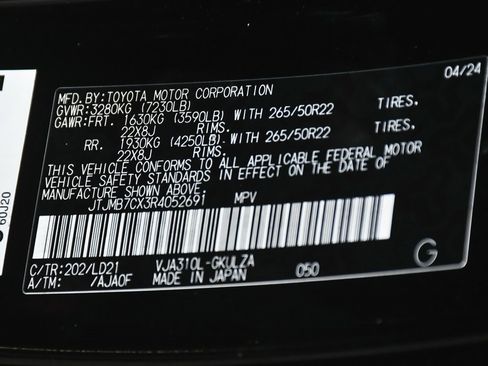 MFD.BY:TOYOTA MOTOR CORPORATION 04/24
GVWR:3280KG (7230LB)
GAWR:FRT. 1630KG (3590LB) WITH 265/50R22 TIRES.
22X8J RIMS.
RR. 1930KG (4250LB) WITH 265/50R22 TIRES.
22X8J RIMS.
THIS VEHICLE CONFORMS TO ALL APPLICABLE FEDERAL MOTOR
VEHICLE SAFETY STANDARDS IN EFFECT ON THE DATE OF
MANUFACTURE SHOWN ABOVE.
JTJMB7CX3R4052691 MPV
C/TR:202/LD21 VJA310L-GKULZA 050 G
A/TM: /AJA0F MADE IN JAPAN
60J20